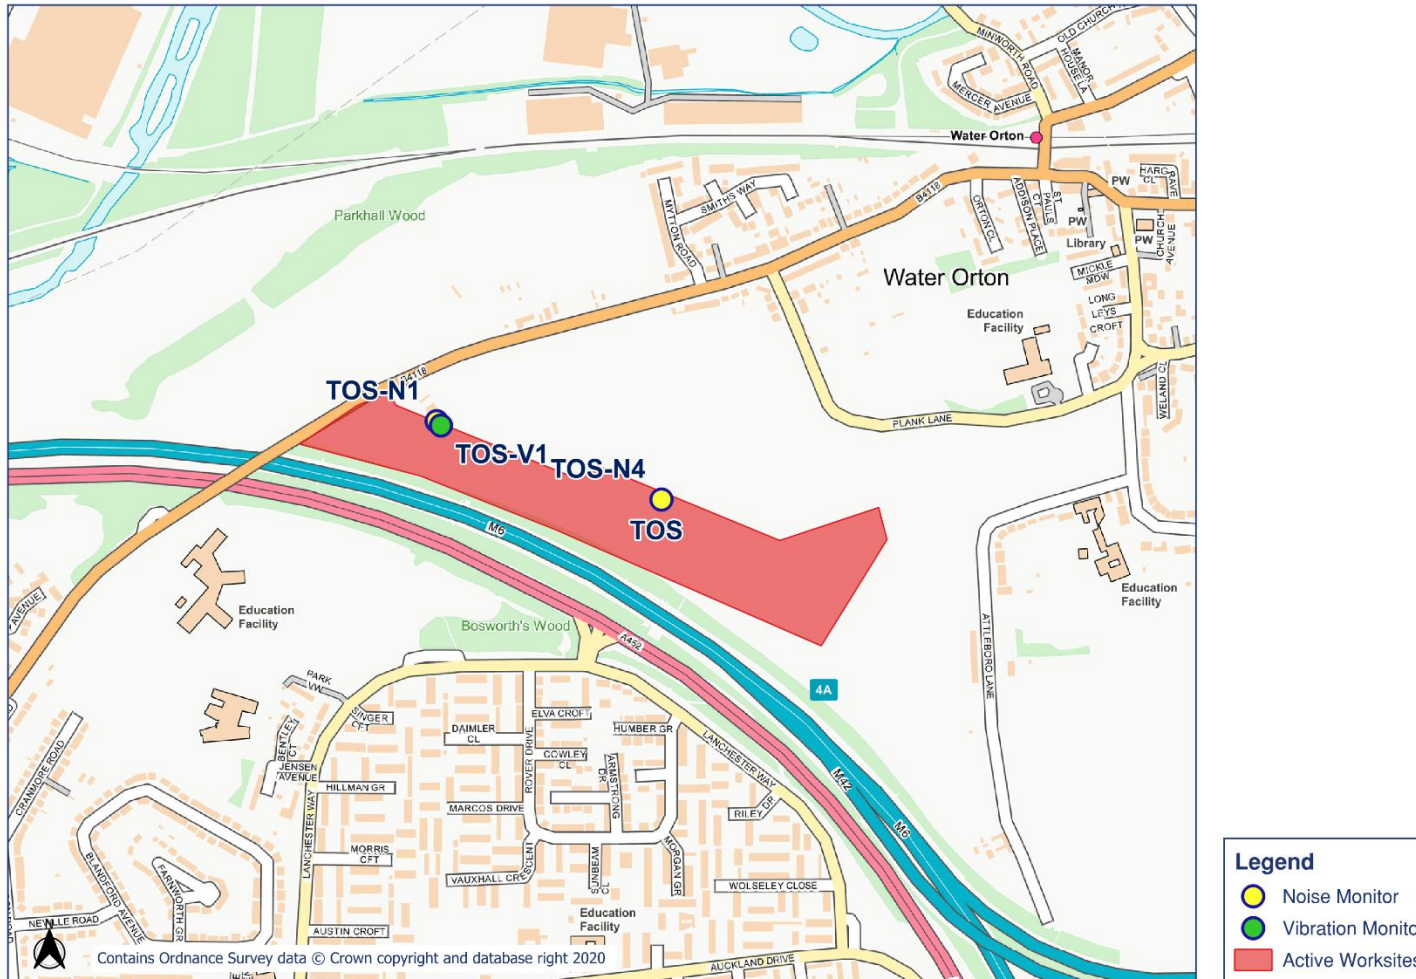 OLD CHURCH R
MINWORTH ROAD
MANOR
HOUSE LA
MERCER AVENUE
Water Orton
Parkhall Wood
MYTTON ROAD
SMITHS WAY
B4118
ORTON CL
ADDISON PLACE
ST
PAULS
CT
PW
Library
PW
HARG
CL
RAVE
PW
CHURCH
AVENUE
MICKLE
MDW
Water Orton
LONG
LEYS
CROFT
Education
Facility
WELAND CL
PLANK LANE
B4118
TOS-N1
TOS-V1
TOS-N4
TOS
M6
Education
Facility
Education
Facility
AVENUE
Bosworth's Wood
A452
ATTLEBORO LANE
4A
PARK
VW
SINGER
CFT
BENTLEY
CT
JENSEN
AVENUE
HILLMAN GR
LANCHESTER WAY
MORRIS
CFT
AUSTIN CROFT
DAIMLER
CL
ELVA CROFT
ROVER DRIVE
COWLEY
CL
HUMBER GR
ARMSTRONG
DR
MARCOS DRIVE
VAUXHALL CRESCENT
SUNBEAM
CL
MORGAN GR
LANCHESTER WAY
RILEY
DR
WOLSELEY CLOSE
M42
M6
CRANMORE ROAD
BLANDFORD AVENUE
FARNWORTH GR
NEVILLE ROAD
Education
Facility
AUCKLAND DRIVE
N
Contains Ordnance Survey data © Crown copyright and database right 2020
Legend
Noise Monitor
Vibration Monito
Active Worksites